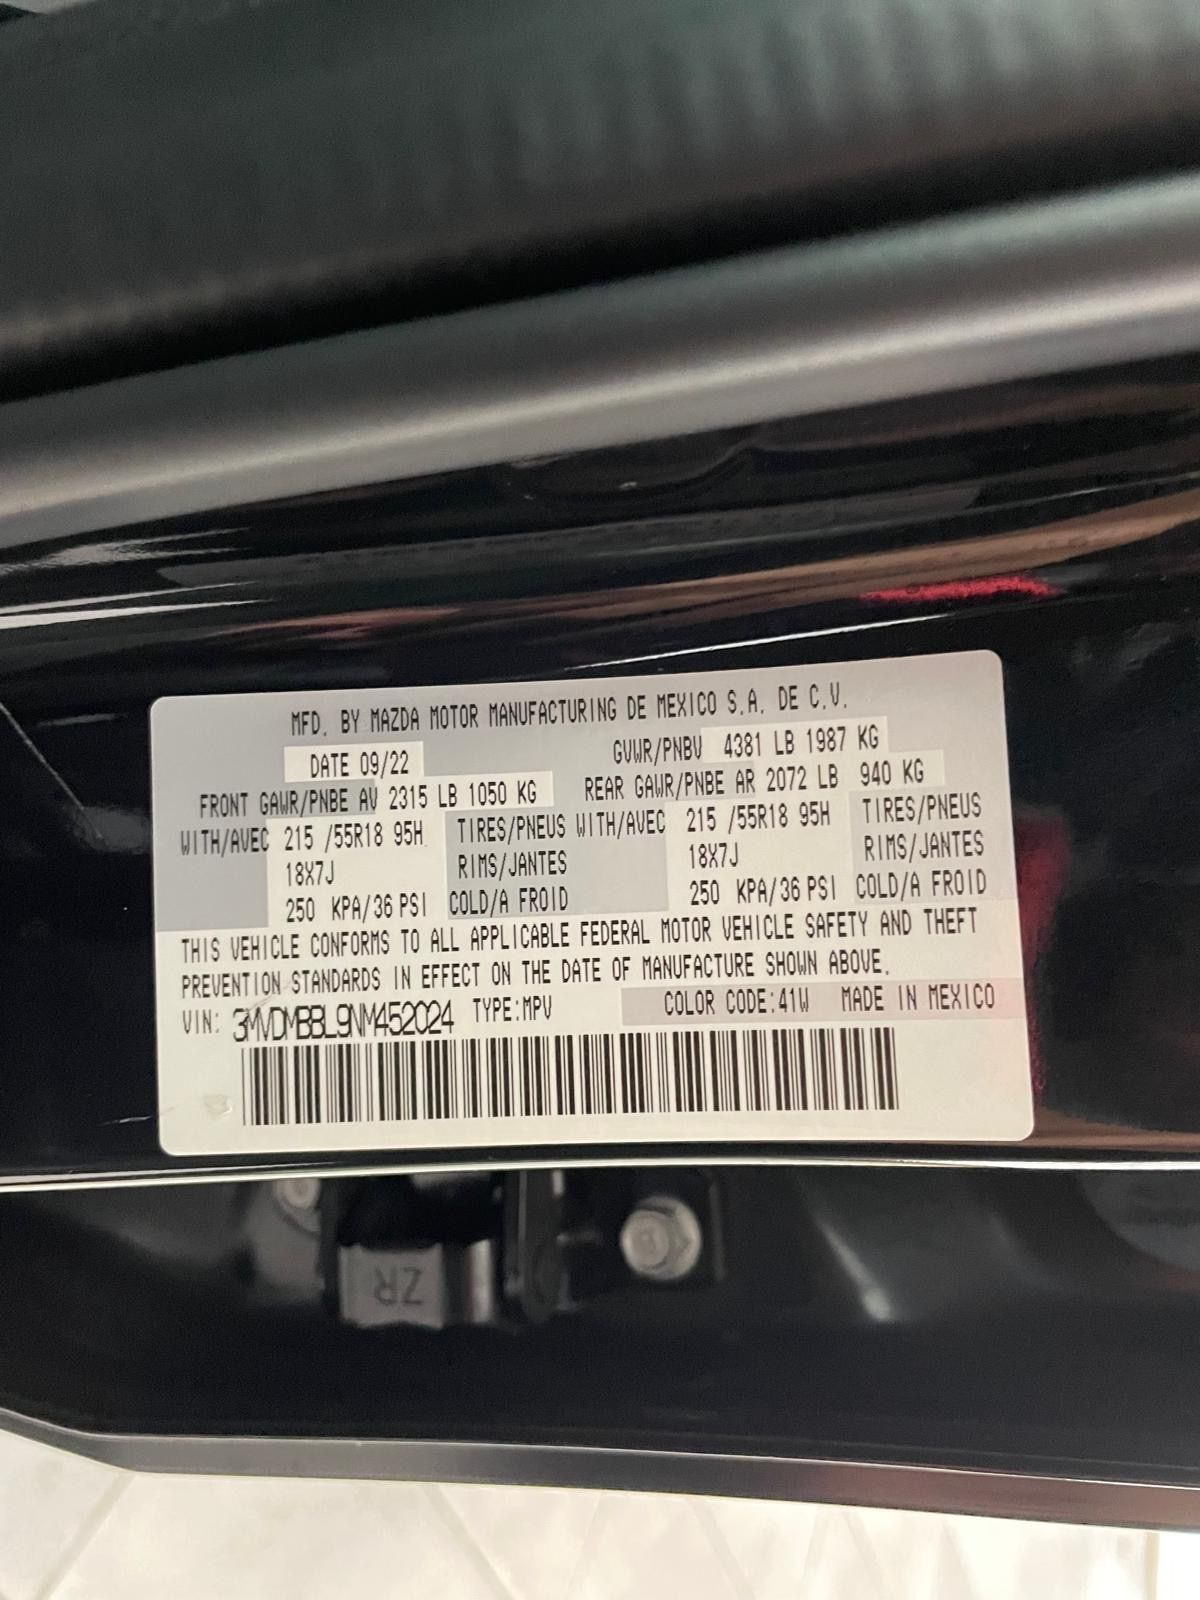 MFD. BY MAZDA MOTOR MANUFACTURING DE MEXICO S.A. DE C.V.
DATE 09/22 GVWR/PNBV 4381 LB 1987 KG
FRONT GAWR/PNBE AV 2315 LB 1050 KG REAR GAWR/PNBE AR 2072 LB 940 KG
WITH/AVEC 215 /55R18 95H TIRES/PNEUS WITH/AVEC 215 /55R18 95H TIRES/PNEUS
18X7J RIMS/JANTES 18X7J RIMS/JANTES
250 KPA/36 PSI COLD/A FROID 250 KPA/36 PSI COLD/A FROID
THIS VEHICLE CONFORMS TO ALL APPLICABLE FEDERAL MOTOR VEHICLE SAFETY AND THEFT
PREVENTION STANDARDS IN EFFECT ON THE DATE OF MANUFACTURE SHOWN ABOVE.
VIN: 3MVDMBBL9NM452024 TYPE:MPV COLOR CODE:41W MADE IN MEXICO
ZR